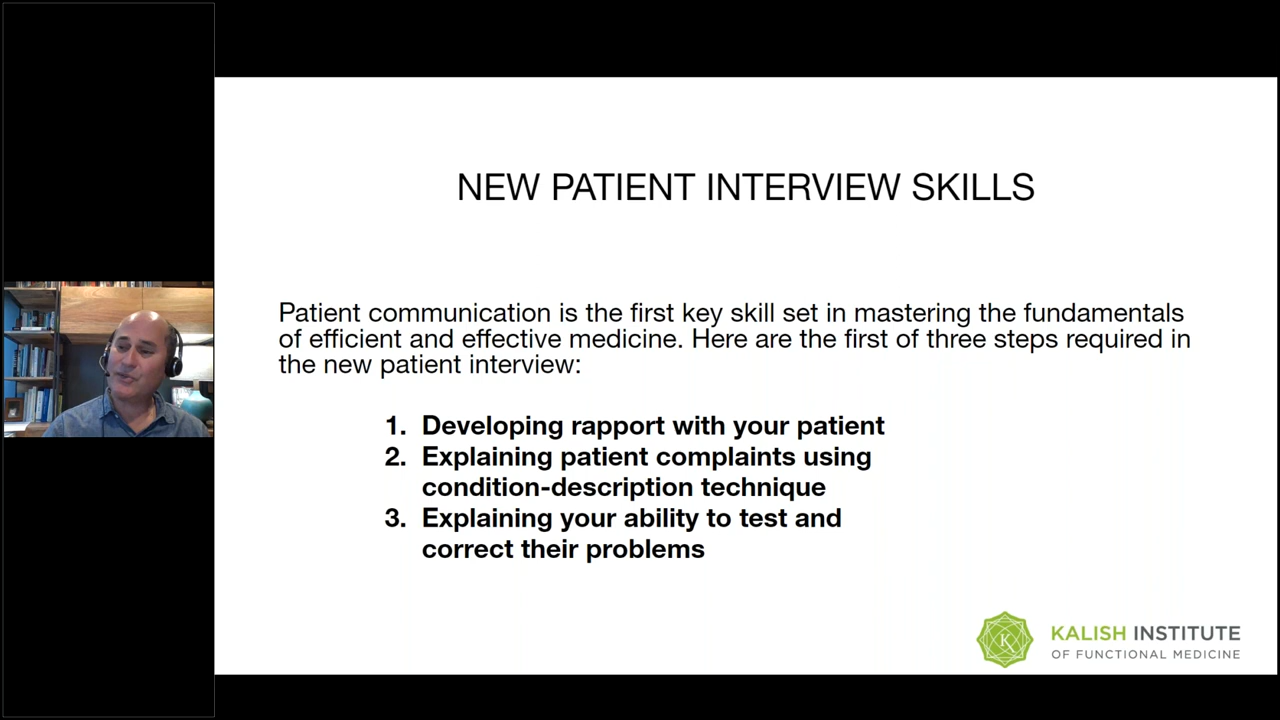 NEW PATIENT INTERVIEW SKILLS
Patient communication is the first key skill set in mastering the fundamentals
of efficient and effective medicine. Here are the first of three steps required in
the new patient interview:
1. Developing rapport with your patient
2. Explaining patient complaints using
condition-description technique
3. Explaining your ability to test and
correct their problems
K
KALISH INSTITUTE
OF FUNCTIONAL MEDICINE